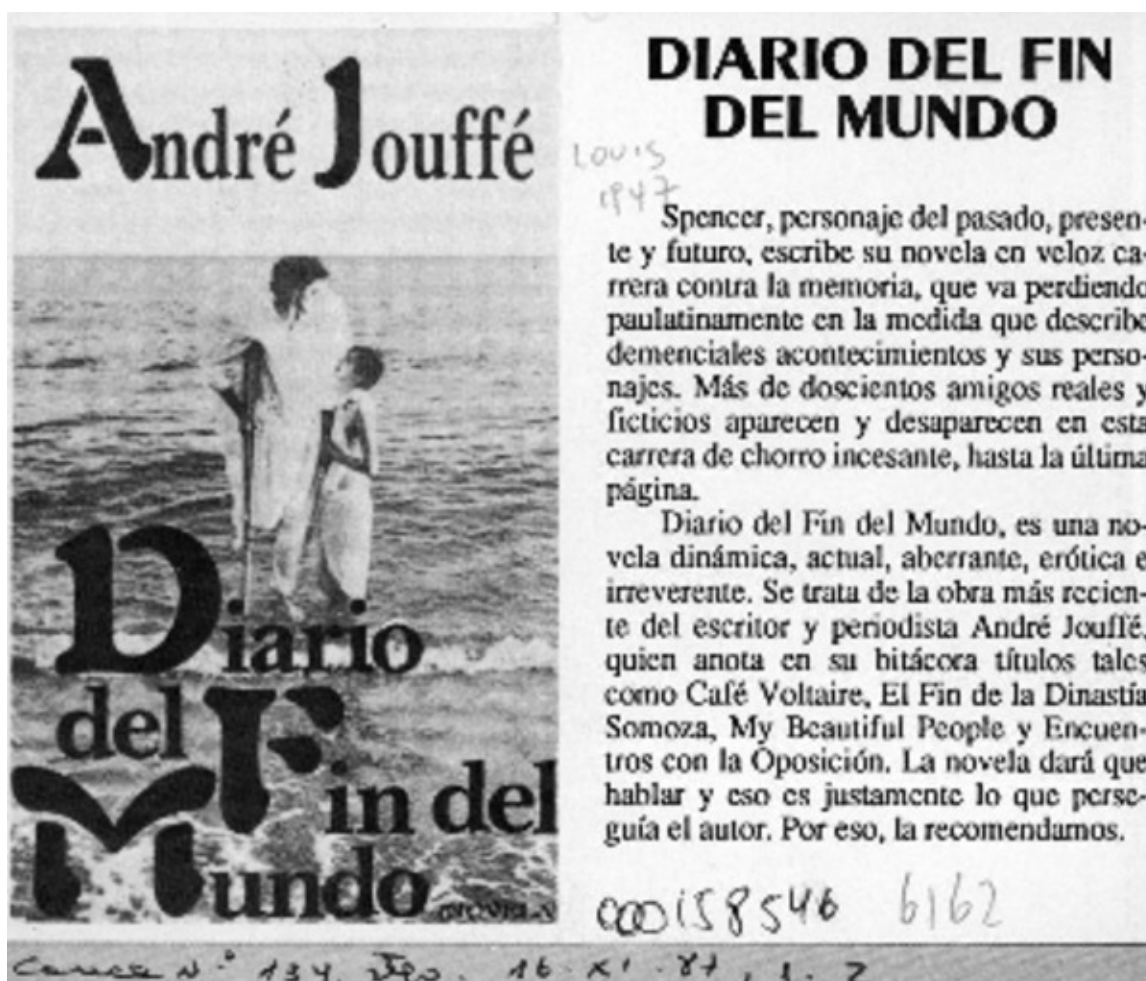 André Jouffé
Diario
del Fin del
Mundo
DIARIO DEL FIN
DEL MUNDO
LOUIS
1947
Spencer, personaje del pasado, presen-
te y futuro, escribe su novela en veloz ca-
rrera contra la memoria, que va perdiendo
paulatinamente en la medida que describe
demenciales acontecimientos y sus perso-
najes. Más de doscientos amigos reales y
ficticios aparecen y desaparecen en esta
carrera de chorro incesante, hasta la última
página.
Diario del Fin del Mundo, es una no-
vela dinámica, actual, aberrante, erótica e
irreverente. Se trata de la obra más recien-
te del escritor y periodista André Jouffé,
quien anota en su bitácora títulos tales
como Café Voltaire, El Fin de la Dinastía
Somoza, My Beautiful People y Encuen-
tros con la Oposición. La novela dará que
hablar y eso es justamente lo que perse-
guía el autor. Por eso, la recomendamos.
000158546 6162
N.° 134, Stgo. 16-XI-87,